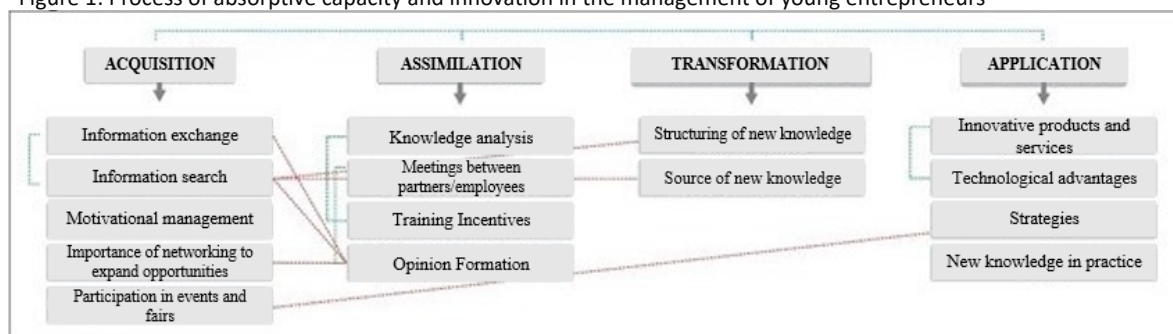 Figure 1. Process of absorptive capacity and innovation in the management of young entrepreneurs
ACQUISITION
Information exchange
Information search
Motivational management
Importance of networking to
expand opportunities
Participation in events and
fairs
ASSIMILATION
Knowledge analysis
Meetings between
partners/employees
Training Incentives
Opinion Formation
TRANSFORMATION
Structuring of new knowledge
Source of new knowledge
APPLICATION
Innovative products and
services
Technological advantages
Strategies
New knowledge in practice